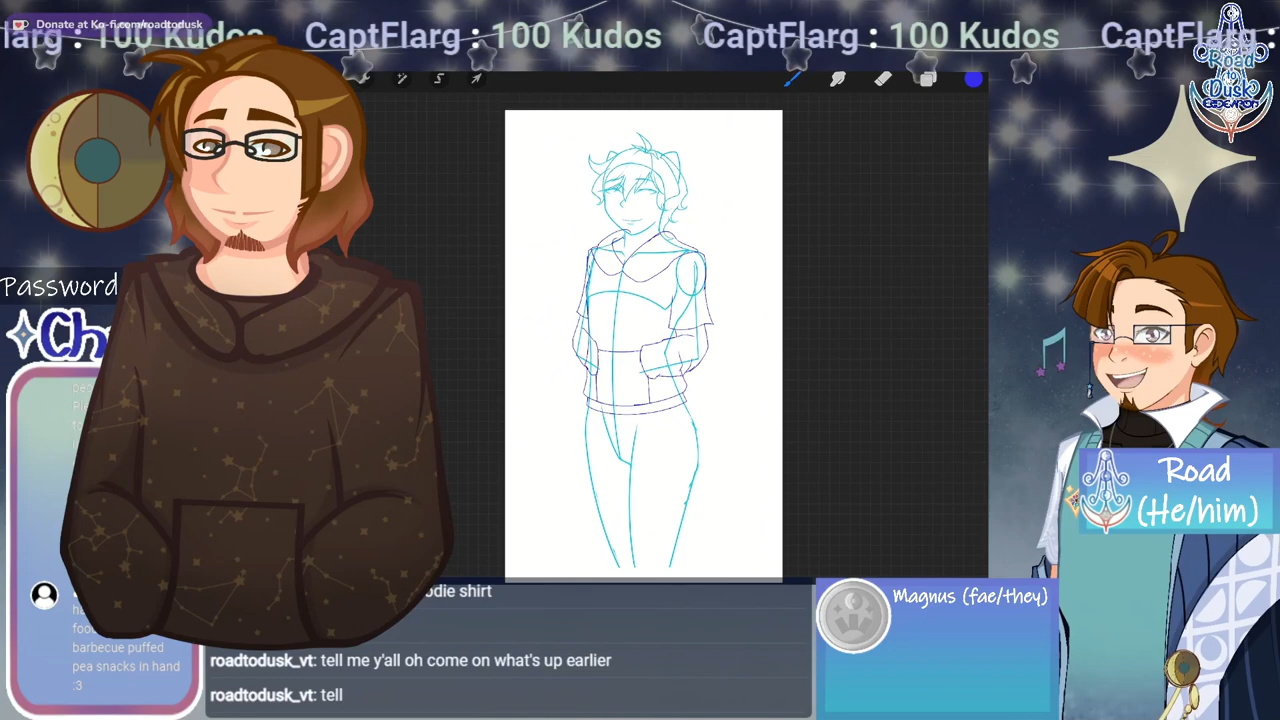 Donate at Ko-fi.com/roadtodusk
larg : 100 Kudos CaptFlarg : 100 Kudos CaptFlarg : 100 Kudos CaptFlarg :
Road
to
Dusk
Password
Ch
Road
(He/him)
odie shirt
Magnus (fae/they)
barbecue puffed
pea snacks in hand
:3
roadtodusk_vt: tell me y'all oh come on what's up earlier
roadtodusk_vt: tell